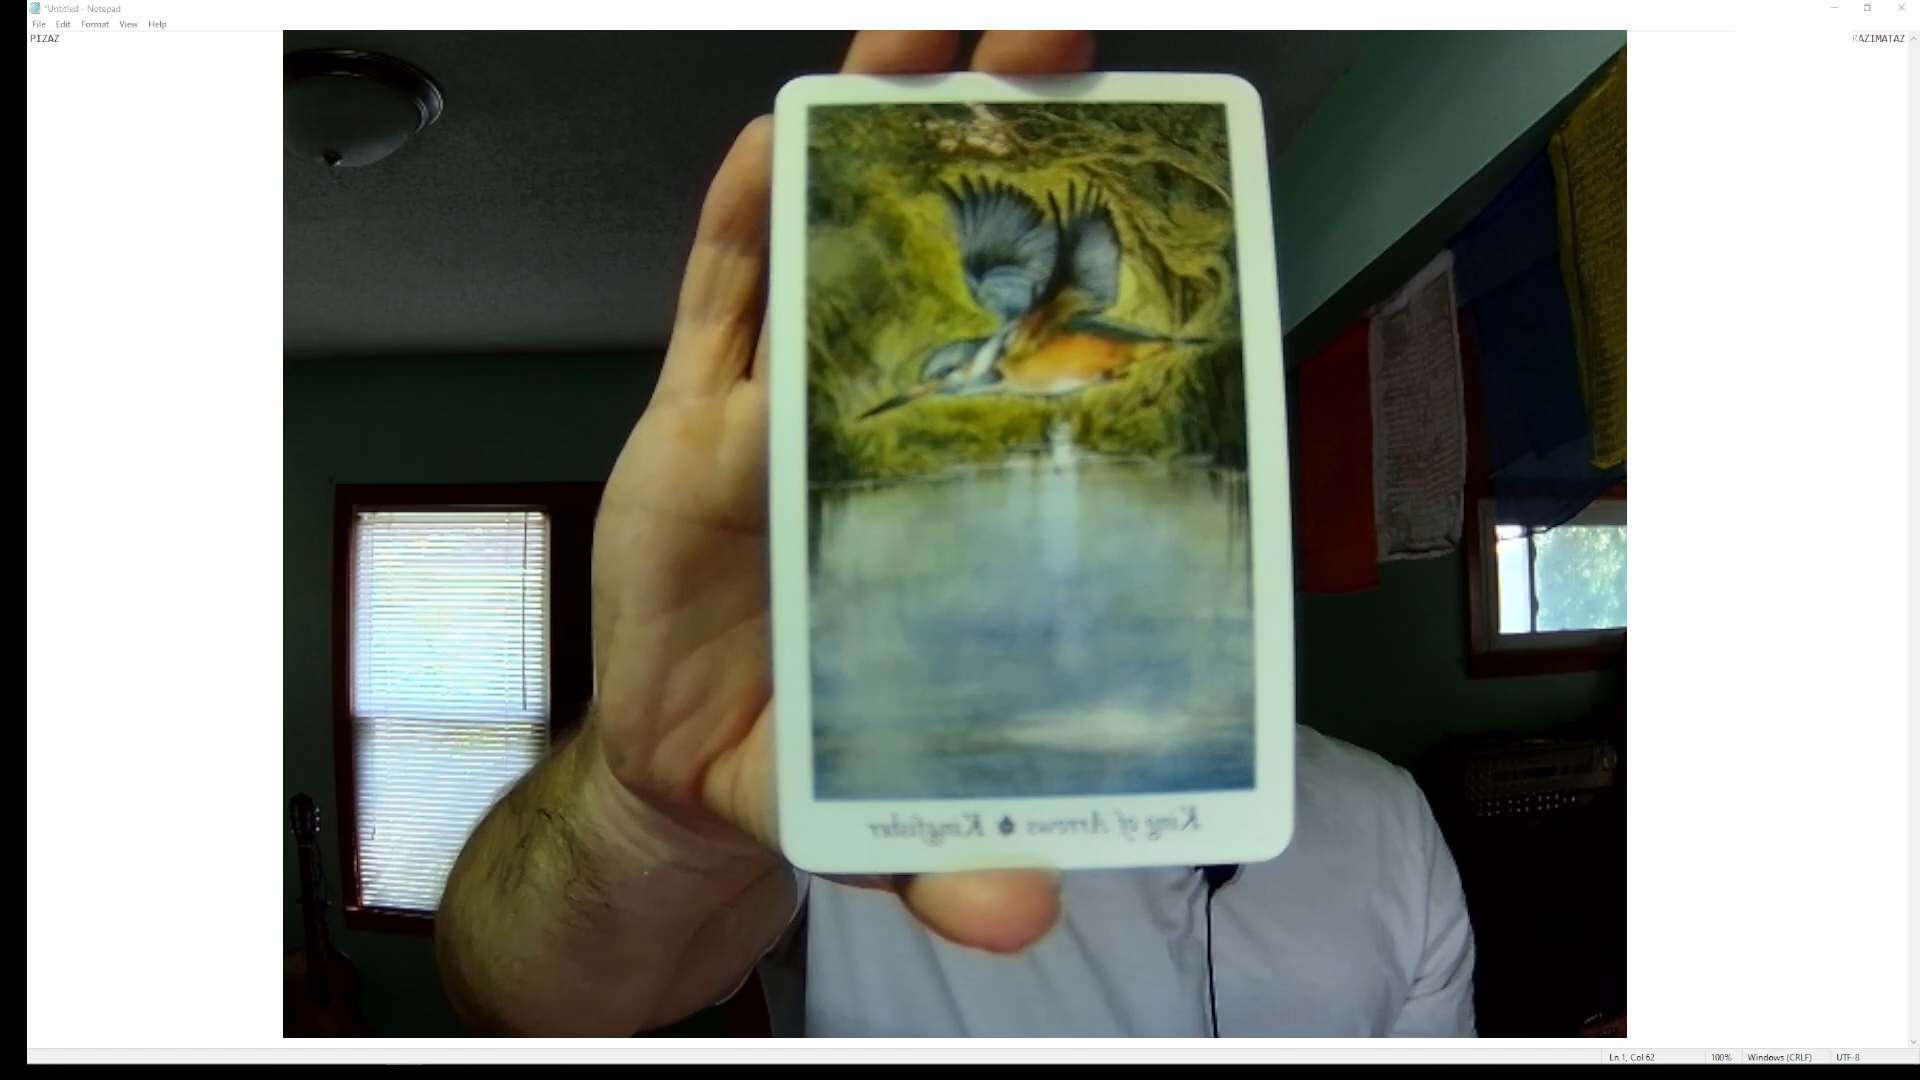 *Untitled - Notepad
File Edit Format View Help
PIZAZ RAZIMATAZ
King of Arrows Kingfisher
Ln 1, Col 62 100% Windows (CRLF) UTF-8